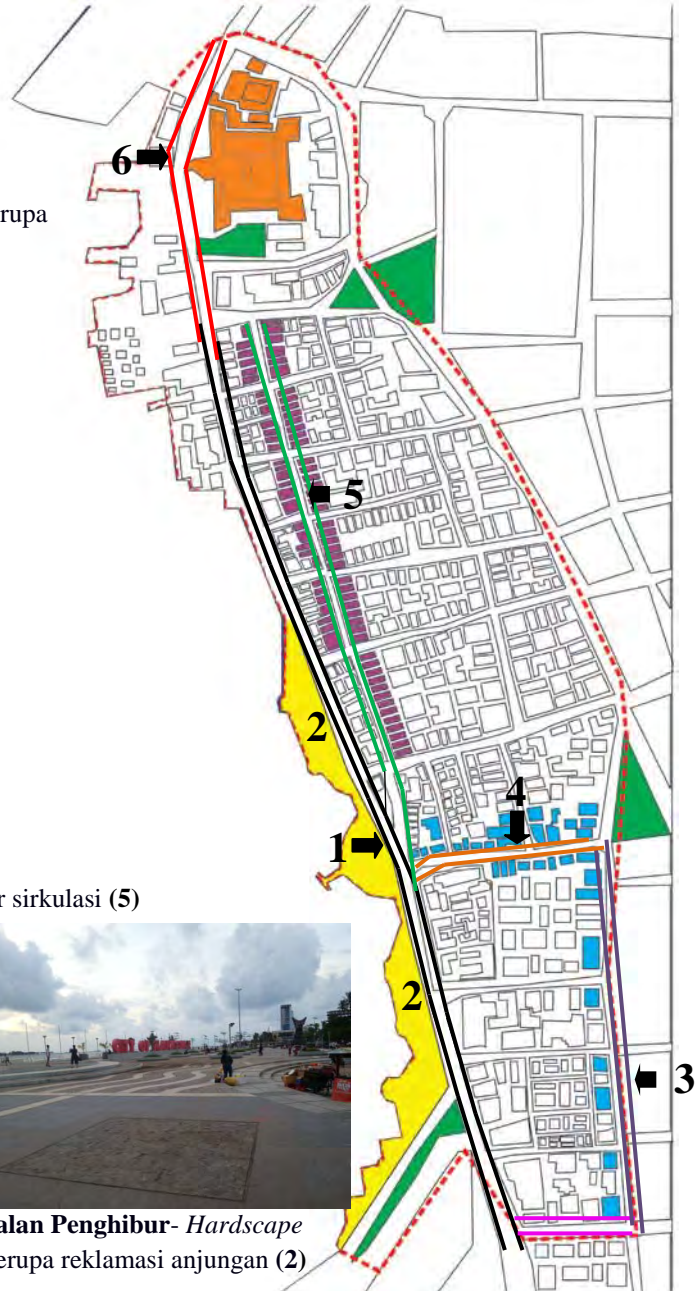 6
rupa
5
2
4
1
r sirkulasi (5)
2
3
alan Penghibur- Hardscape
erupa reklamasi anjungan (2)